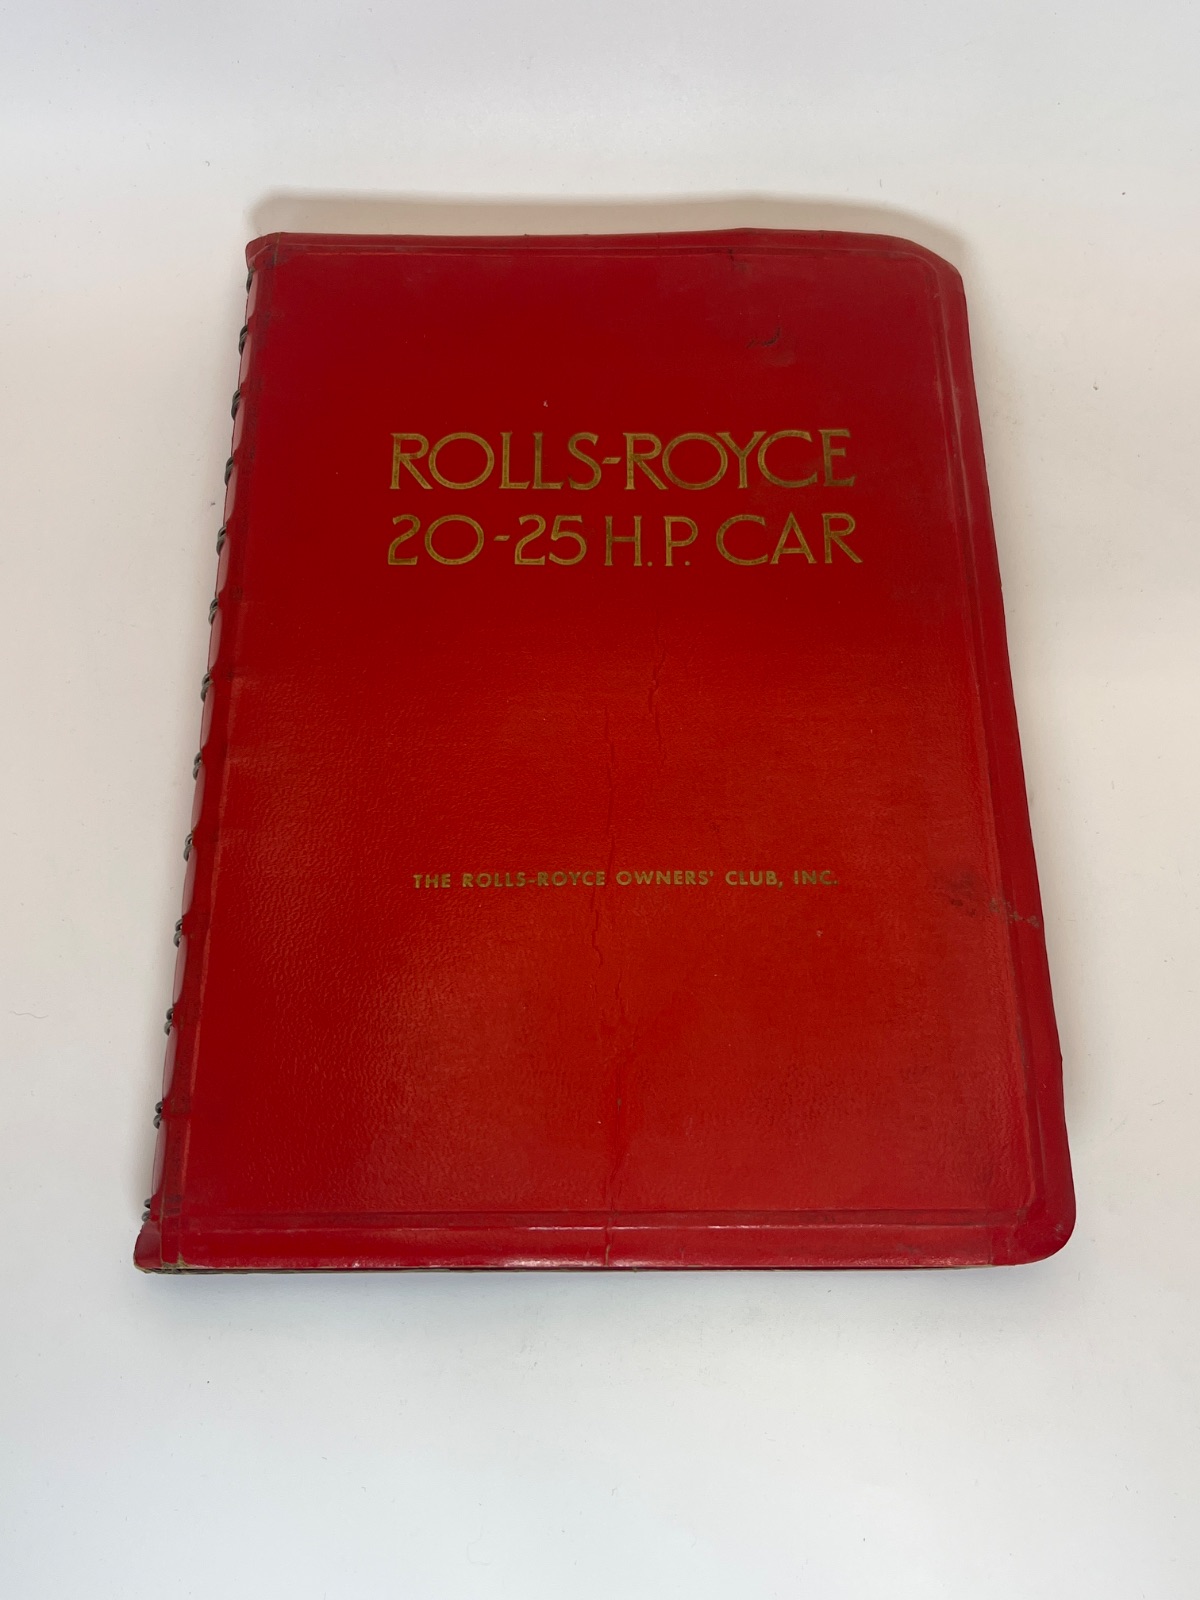 ROLLS-ROYCE
20-25 H.P. CAR
THE ROLLS-ROYCE OWNERS' CLUB, INC.